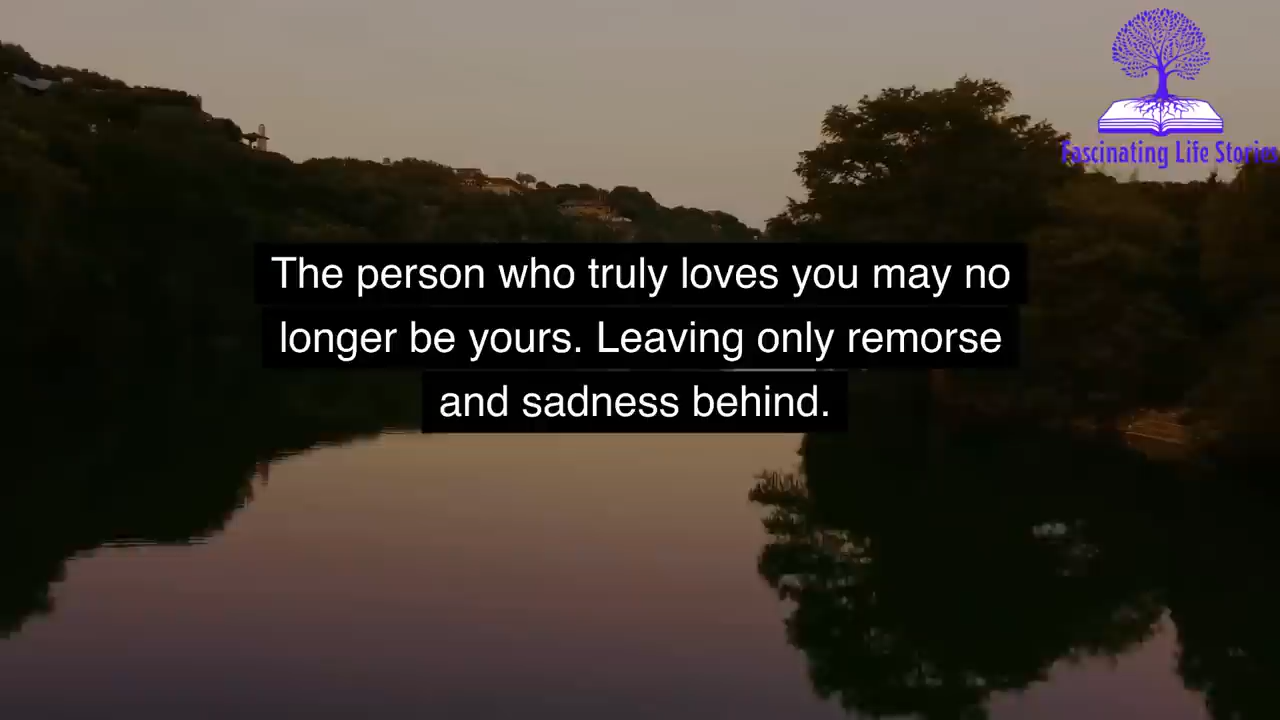 Fascinating Life Stories
The person who truly loves you may no
longer be yours. Leaving only remorse
and sadness behind.